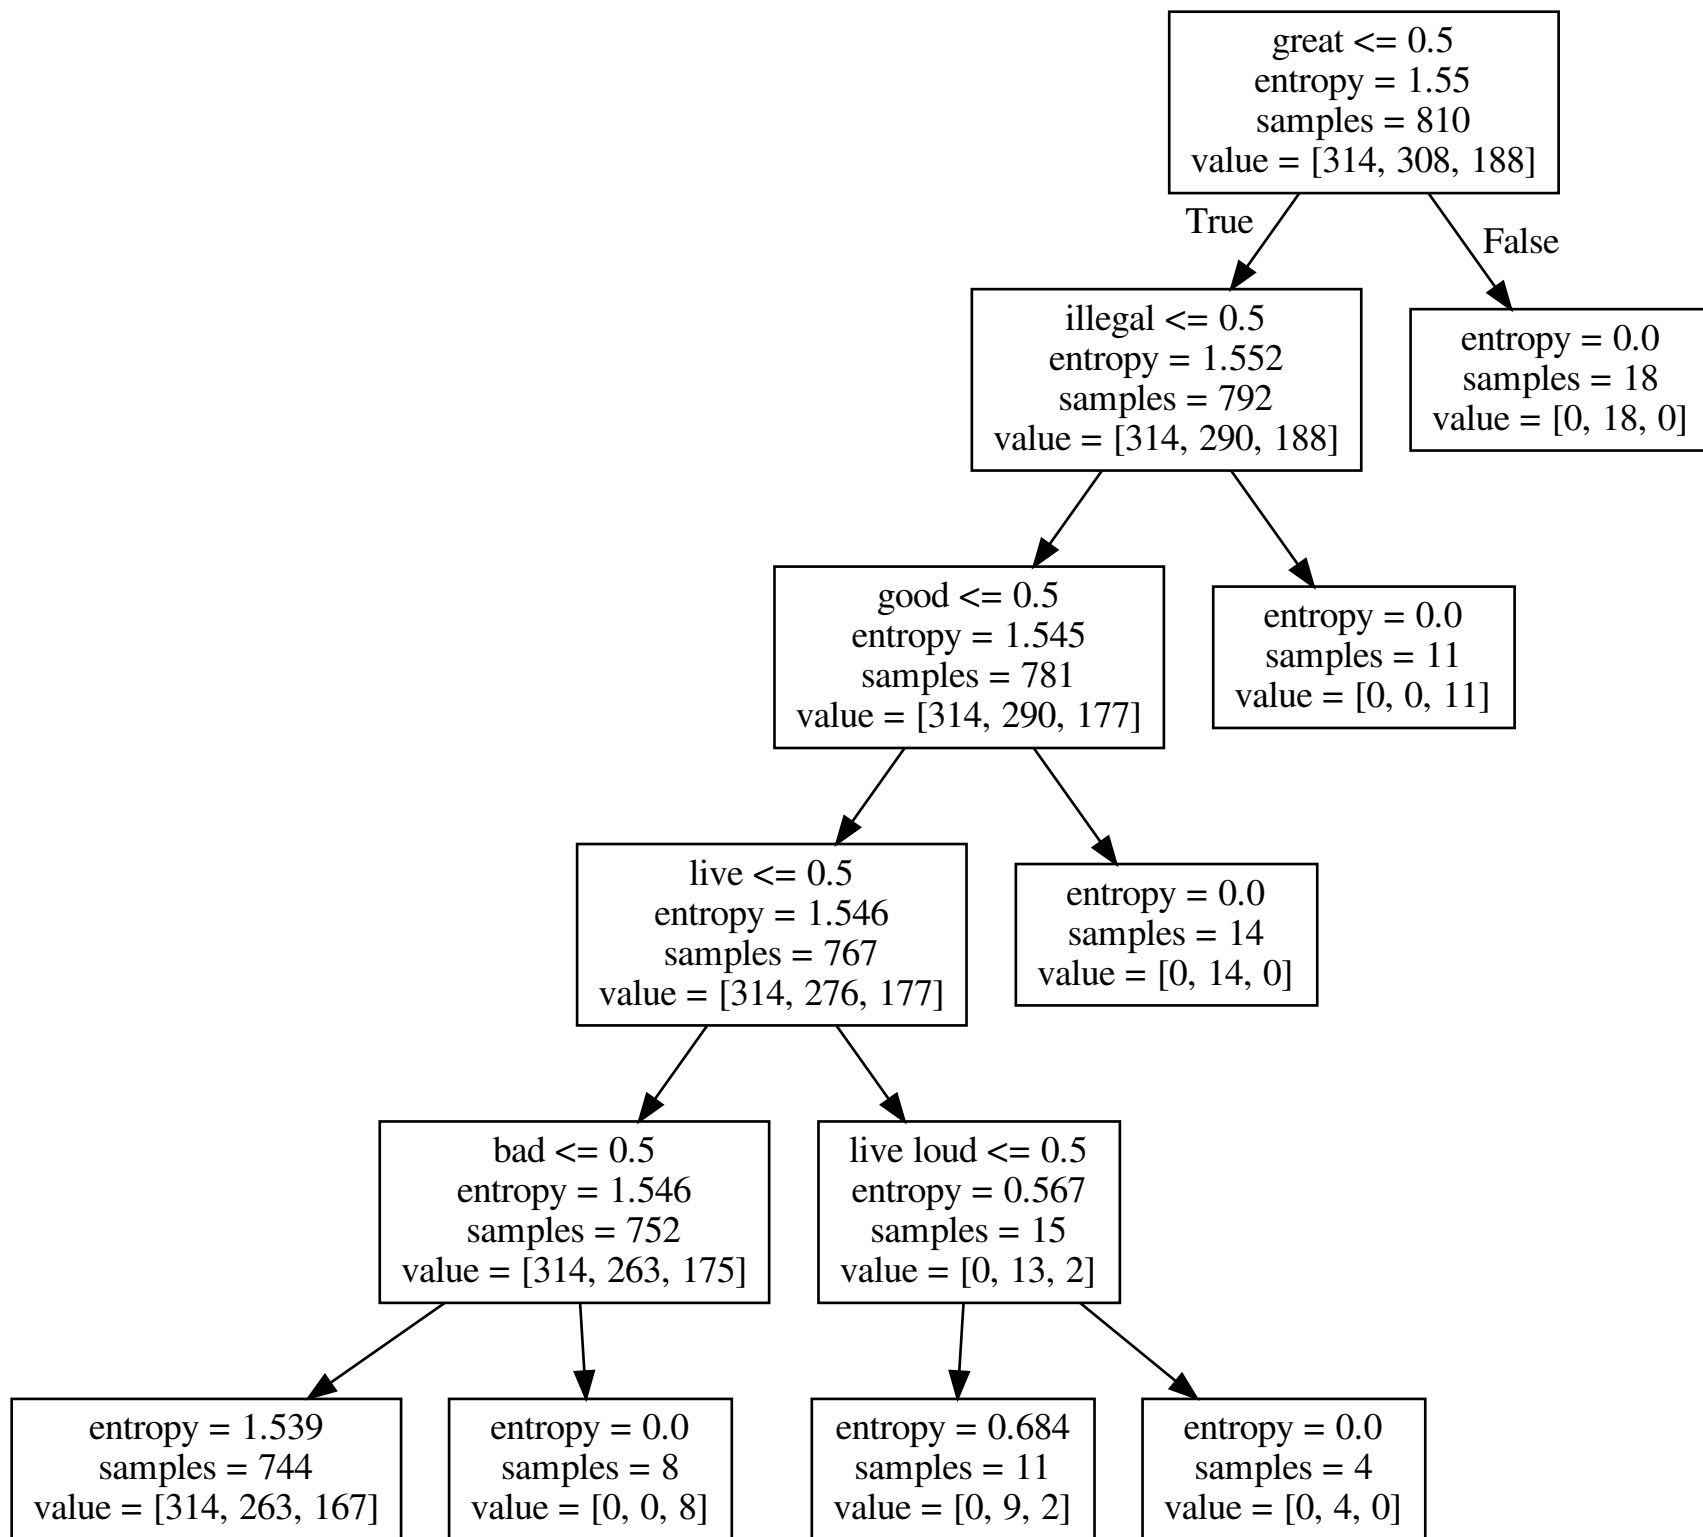 great <= 0.5
entropy = 1.55
samples = 810
value = [314, 308, 188]
True
False
illegal <= 0.5
entropy = 1.552
samples = 792
value = [314, 290, 188]
entropy = 0.0
samples = 18
value = [0, 18, 0]
good <= 0.5
entropy = 1.545
samples = 781
value = [314, 290, 177]
entropy = 0.0
samples = 11
value = [0, 0, 11]
live <= 0.5
entropy = 1.546
samples = 767
value = [314, 276, 177]
entropy = 0.0
samples = 14
value = [0, 14, 0]
bad <= 0.5
entropy = 1.546
samples = 752
value = [314, 263, 175]
live loud <= 0.5
entropy = 0.567
samples = 15
value = [0, 13, 2]
entropy = 1.539
samples = 744
value = [314, 263, 167]
entropy = 0.0
samples = 8
value = [0, 0, 8]
entropy = 0.684
samples = 11
value = [0, 9, 2]
entropy = 0.0
samples = 4
value = [0, 4, 0]